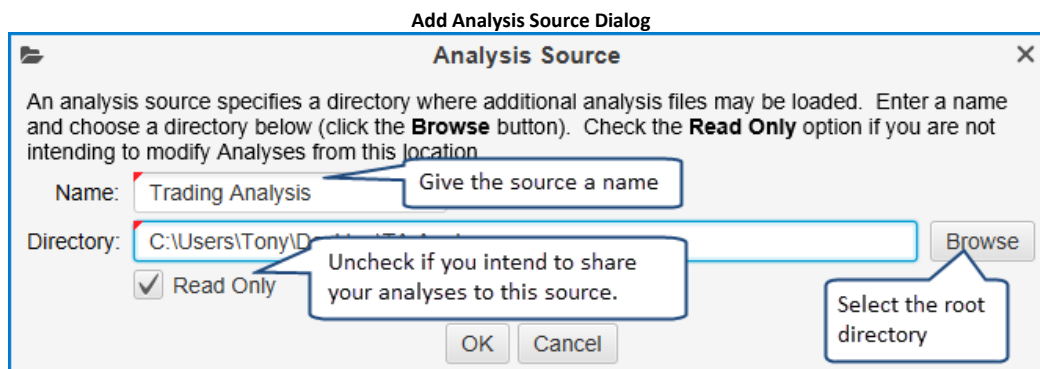 Add Analysis Source Dialog
Analysis Source
An analysis source specifies a directory where additional analysis files may be loaded. Enter a name
and choose a directory below (click the Browse button). Check the Read Only option if you are not
intending to modify Analyses from this location
Name: Trading Analysis
Give the source a name
Directory: C:\Users\Tony\
Browse
Uncheck if you intend to share
your analyses to this source.
Read Only
Select the root
directory
OK Cancel